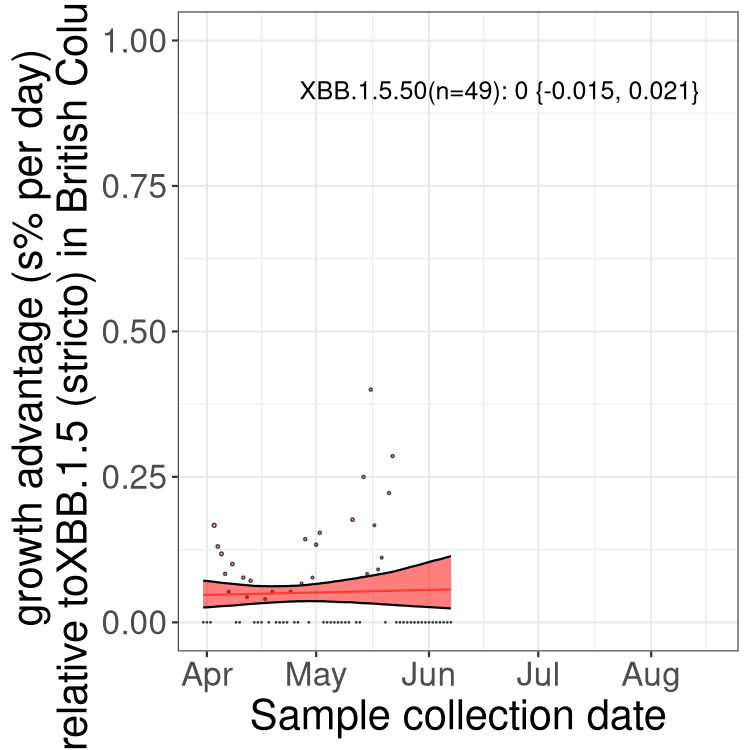 growth advantage (s% per day)
relative toXBB.1.5 (stricto) in British Colu
1.00
0.75
0.50
0.25
0.00
XBB.1.5.50(n=49): 0 {-0.015, 0.021}
Apr May Jun Jul Aug
Sample collection date